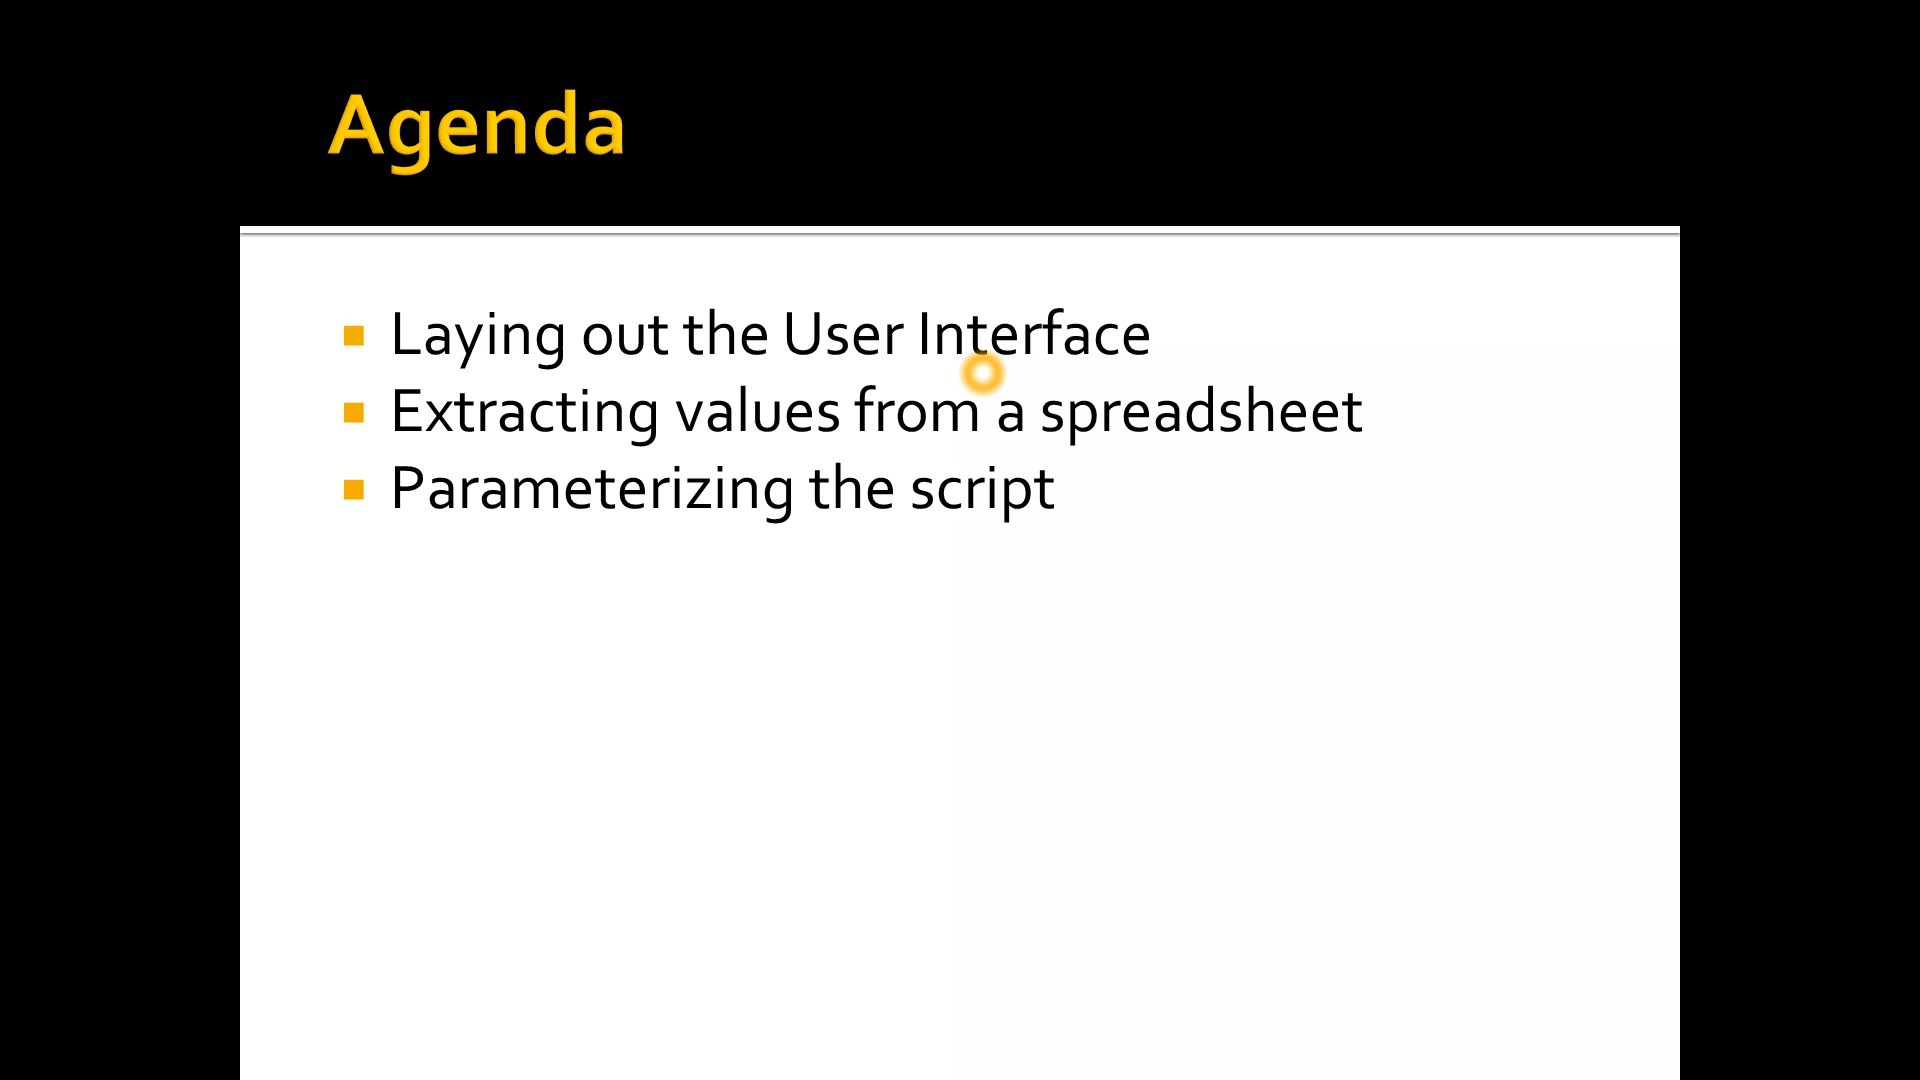 Agenda
Laying out the User Interface
Extracting values from a spreadsheet
Parameterizing the script